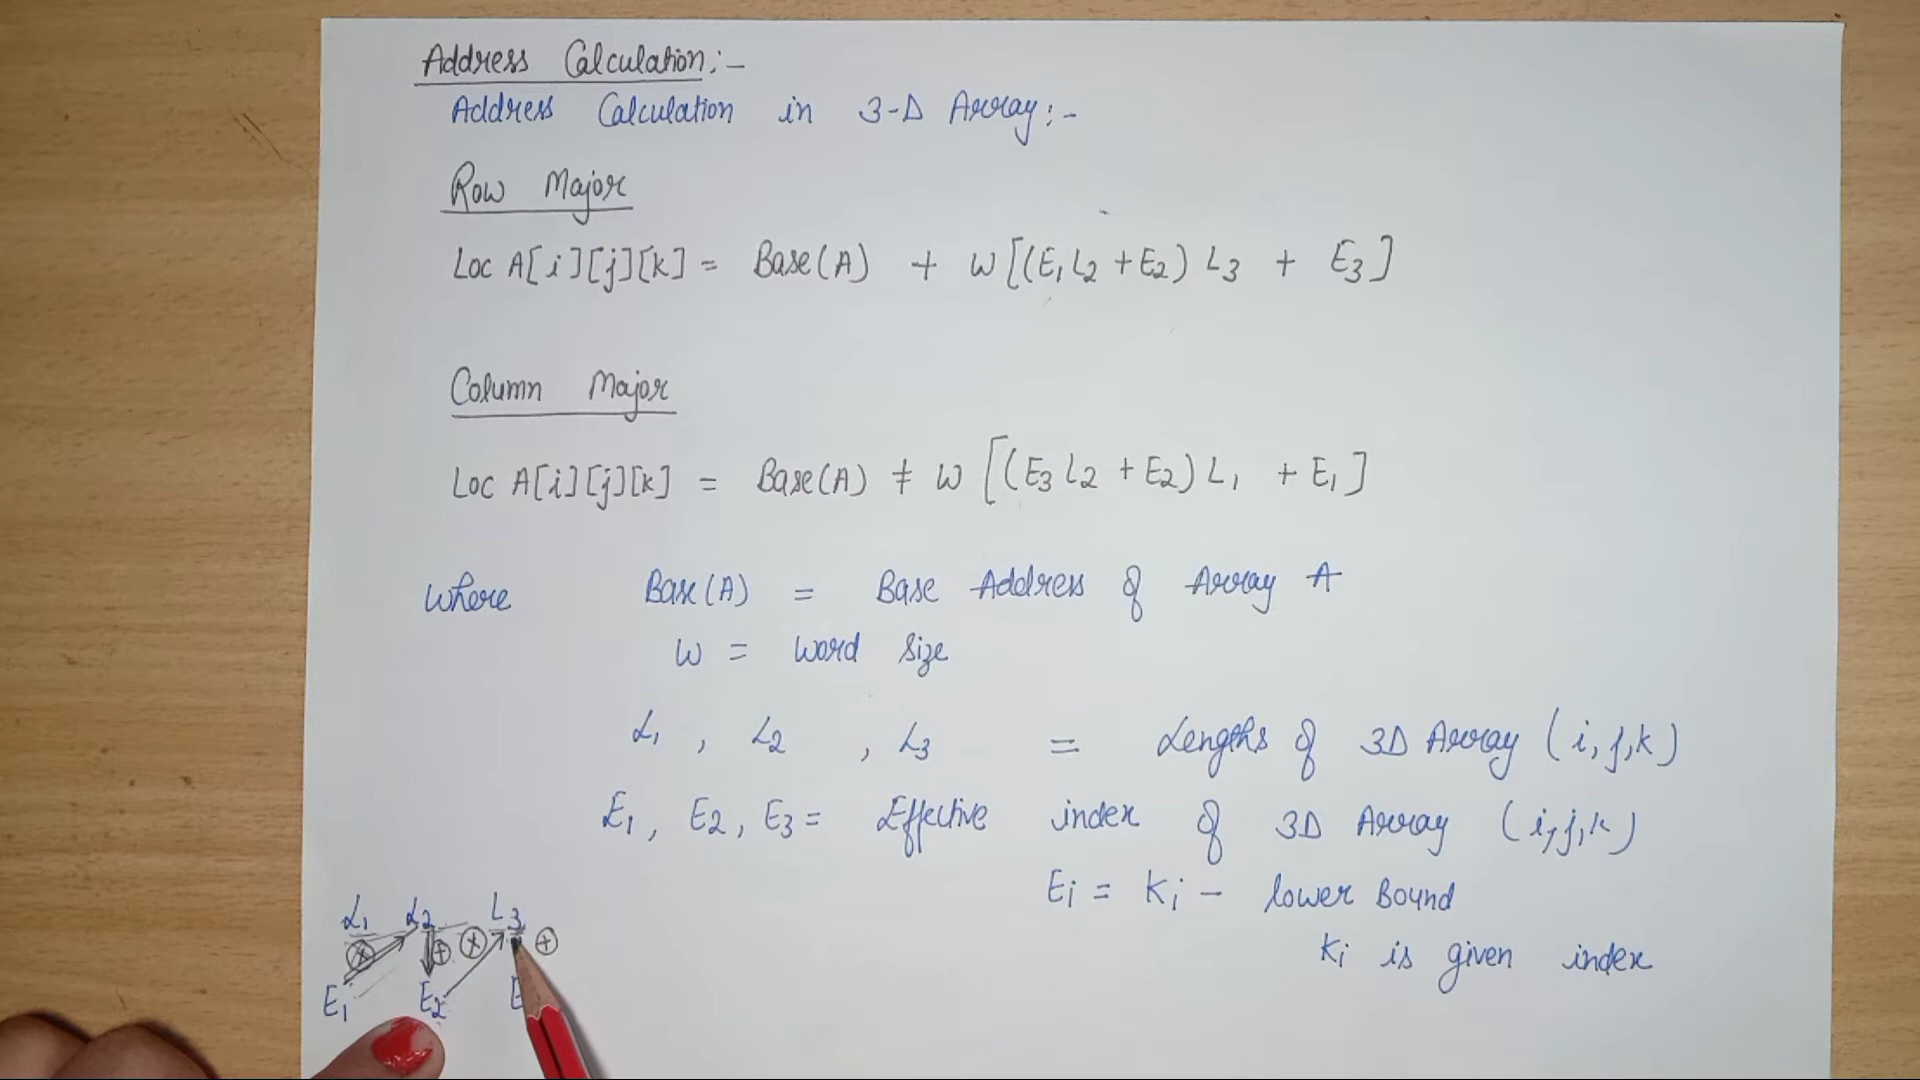 Address Calculation:-
Address Calculation in 3-D Array:-
Row Major
Loc A[i][j][k] = Base(A) + W[(E₁L₂+E₂) L₃ + E₃]
Column Major
Loc A[i][j][k] = Base(A) + W[(E₃L₂+E₂)L₁ + E₁]
Where Base(A) = Base Address of Array A
W = Word Size
L₁, L₂, L₃ = Lengths of 3D Array (i,j,k)
E₁, E₂, E₃ = Effective index of 3D Array (i,j,k)
Ei = Ki - lower Bound
Ki is given index
L₁ L₂ L₃
× + × +
E₁ E₂ E